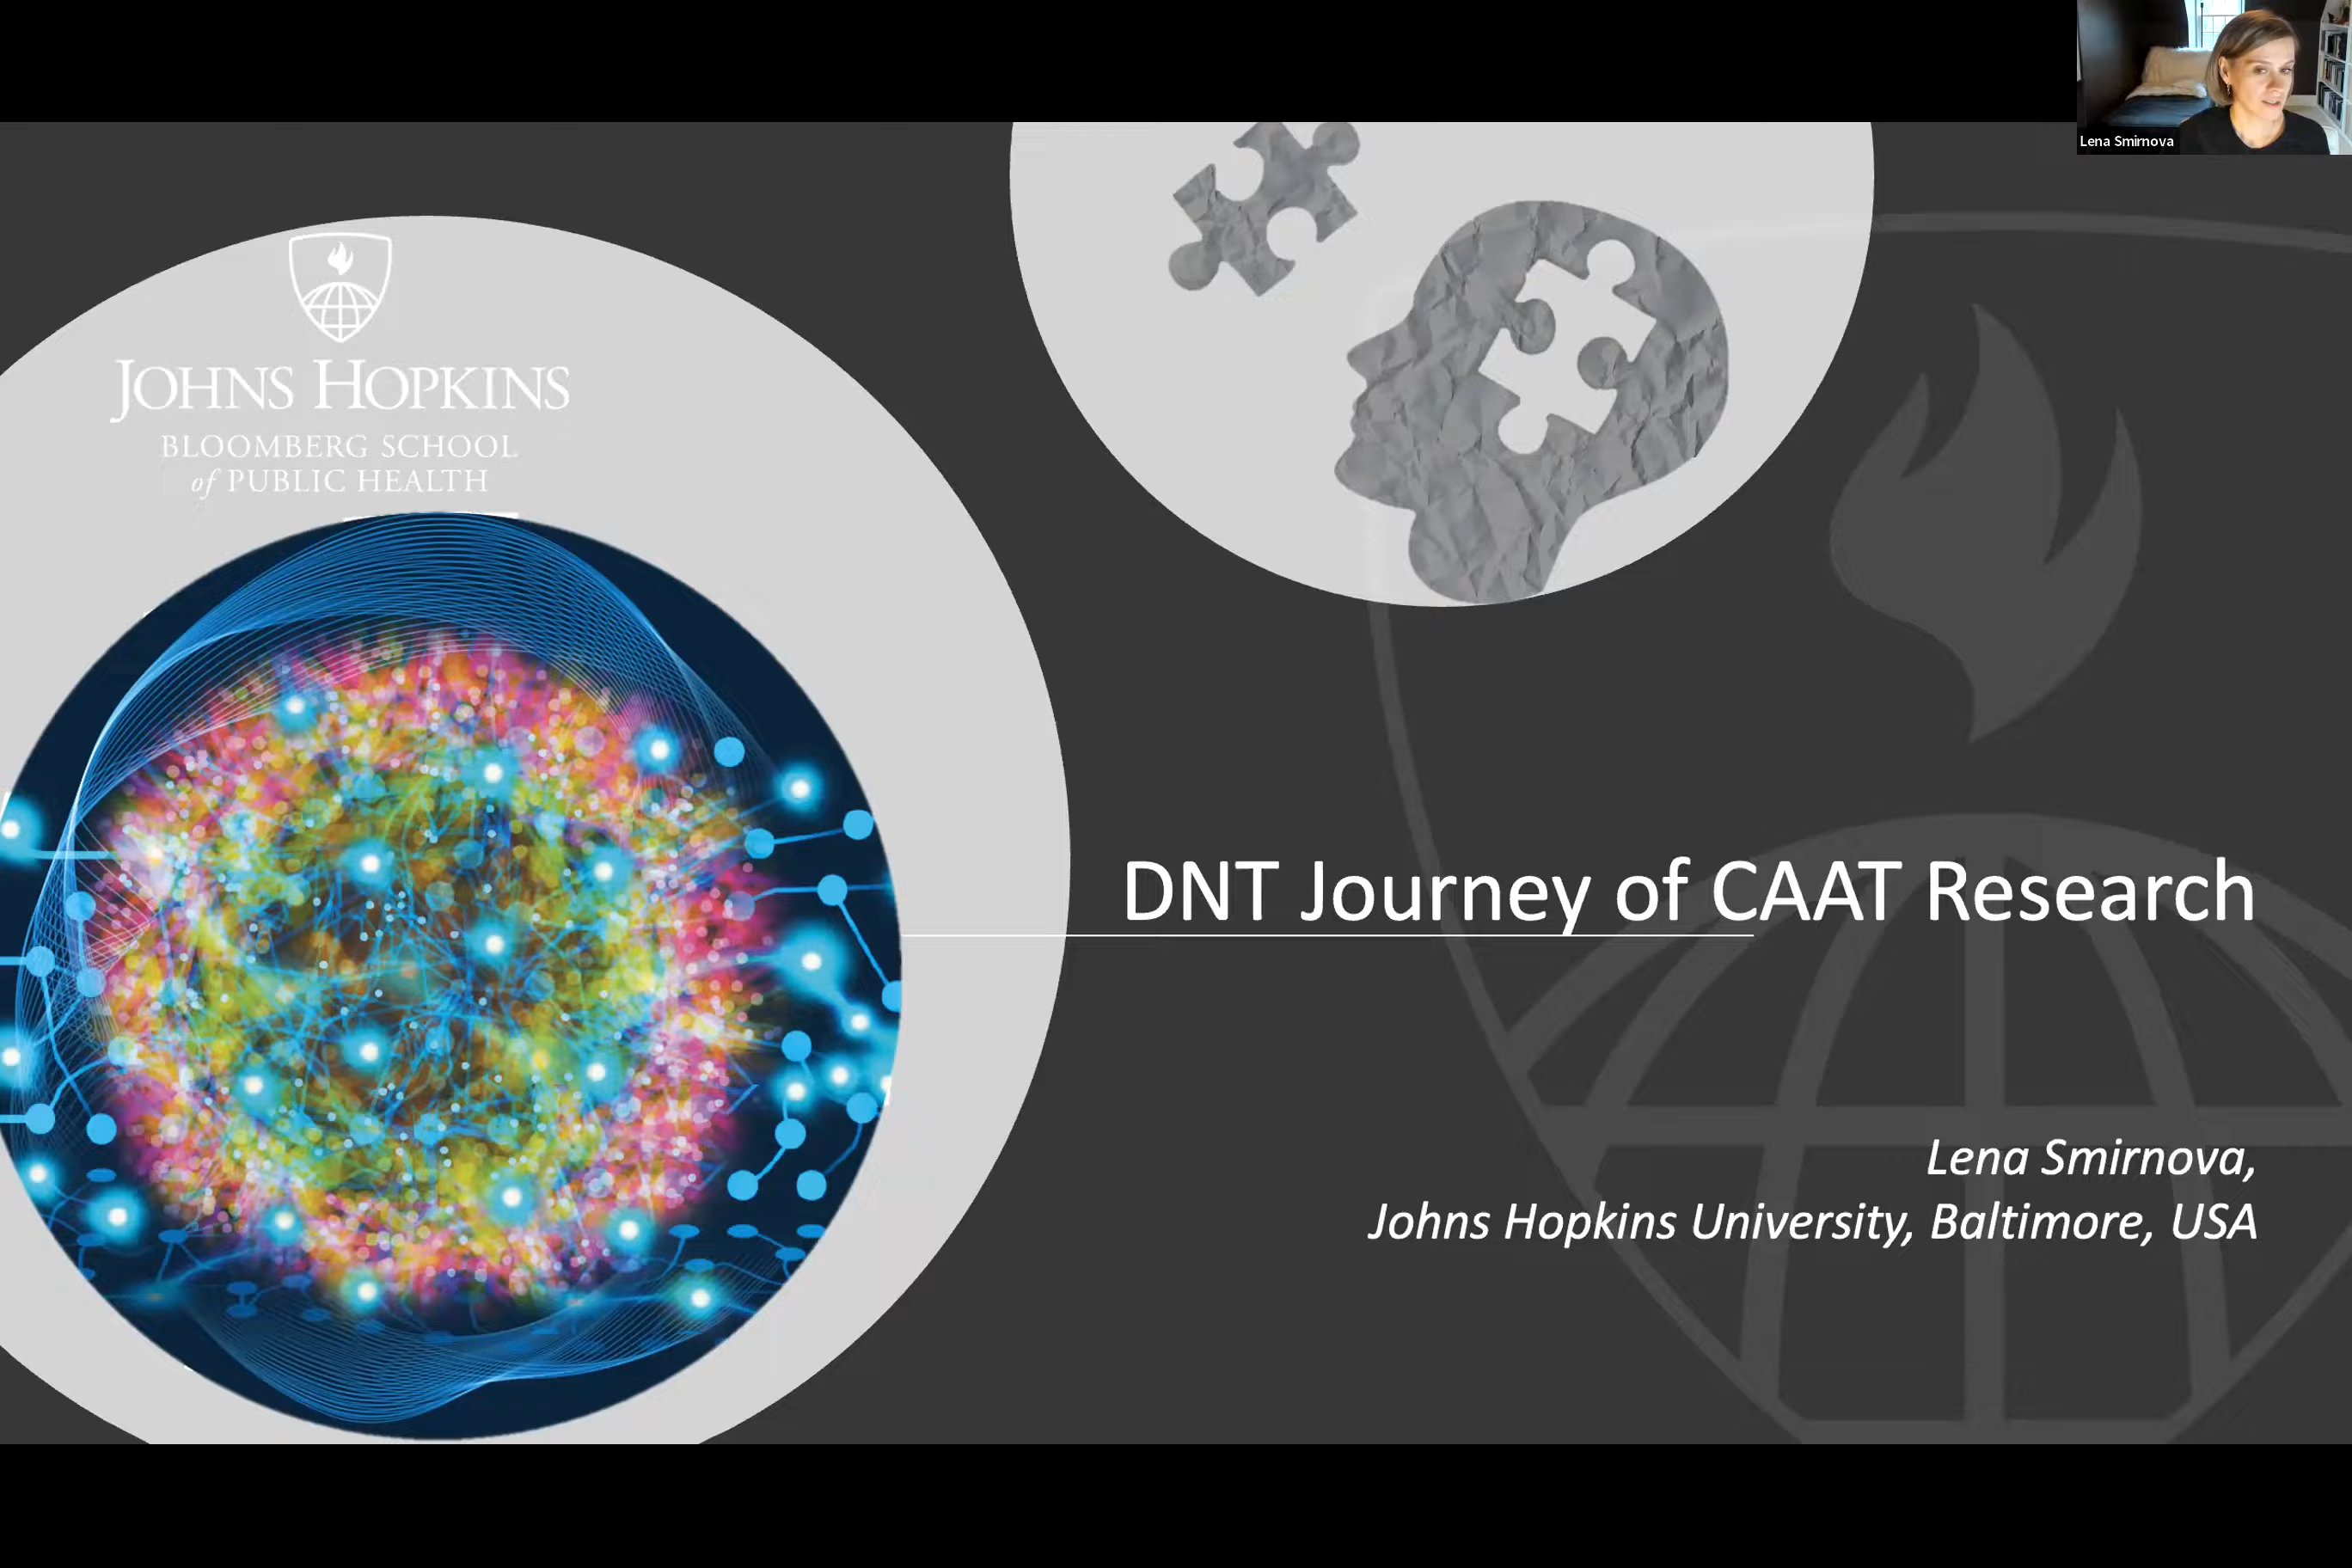 Lena Smirnova
JOHNS HOPKINS
BLOOMBERG SCHOOL
of PUBLIC HEALTH
DNT Journey of CAAT Research
Lena Smirnova,
Johns Hopkins University, Baltimore, USA